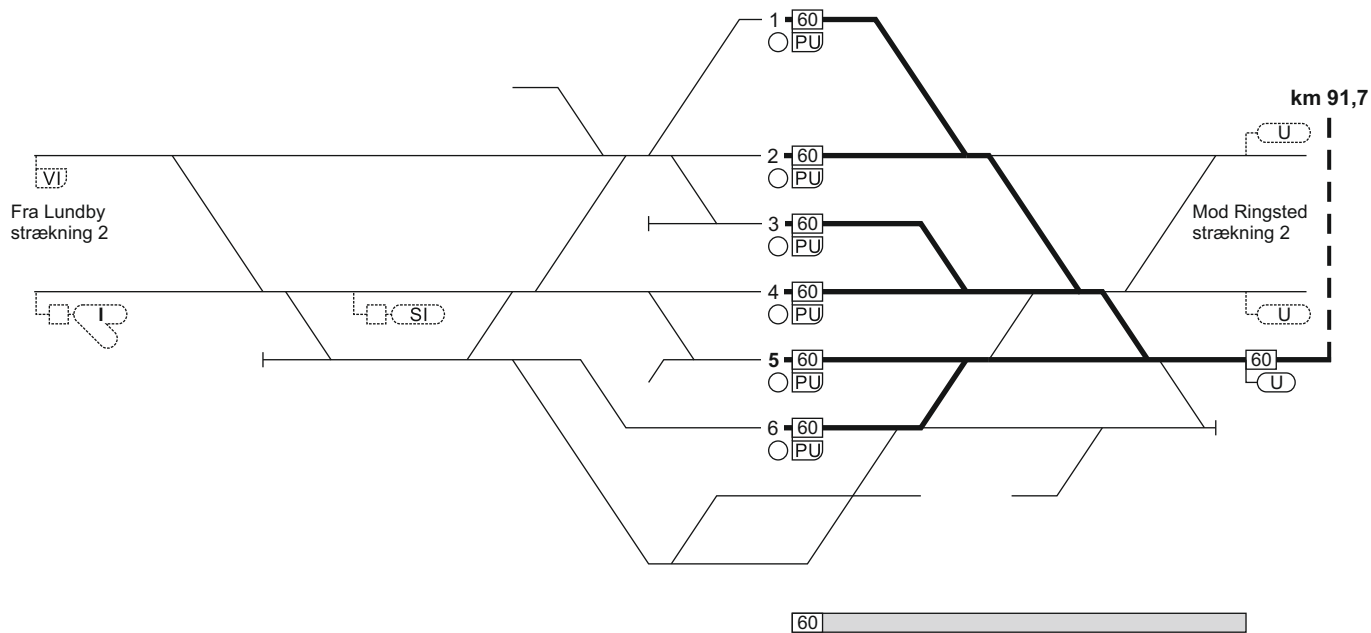 1 60
PU
km 91,7
U
2 60
VI
PU
Fra Lundby
strækning 2
3 60
Mod Ringsted
strækning 2
PU
4 60
I
SI
PU
U
5 60
60
PU
U
6 60
PU
60